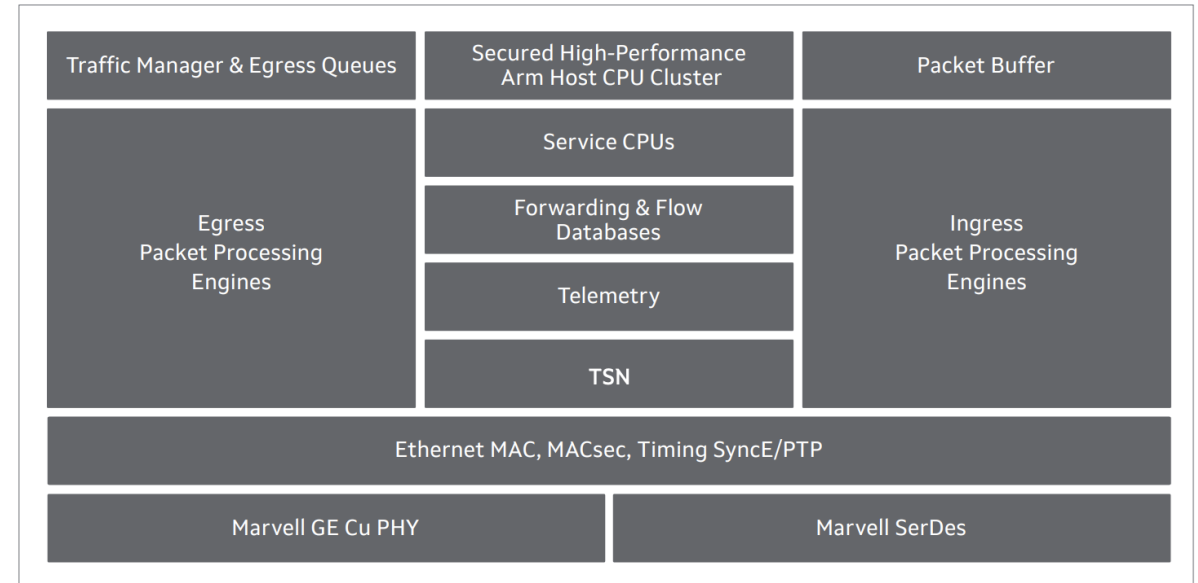 Traffic Manager & Egress Queues
Secured High-Performance
Arm Host CPU Cluster
Packet Buffer
Service CPUs
Egress
Packet Processing
Engines
Forwarding & Flow
Databases
Ingress
Packet Processing
Engines
Telemetry
TSN
Ethernet MAC, MACsec, Timing SyncE/PTP
Marvell GE Cu PHY
Marvell SerDes